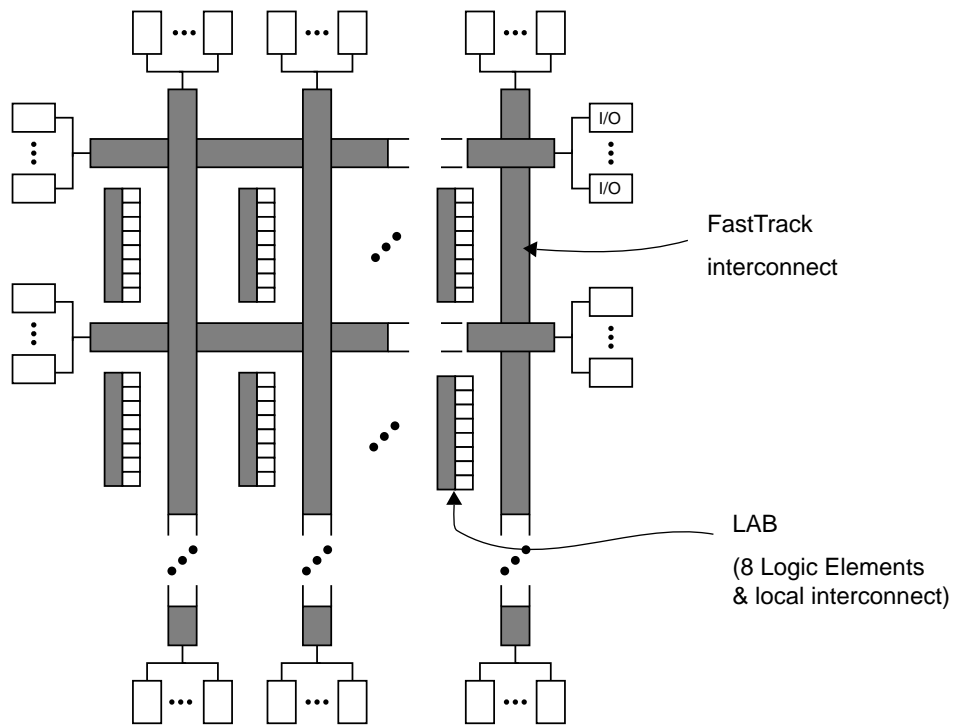 I/O
I/O
FastTrack
interconnect
LAB
(8 Logic Elements
& local interconnect)